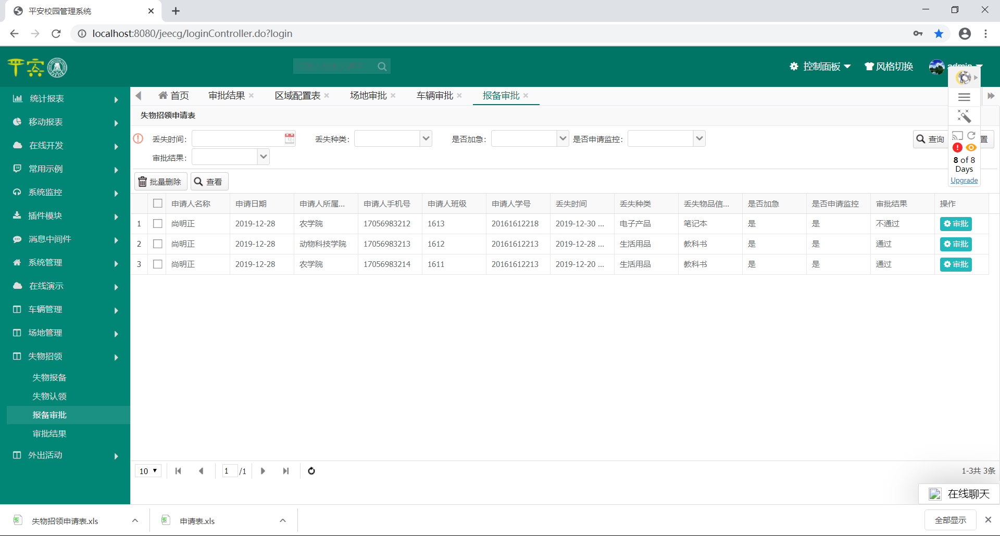 平安校园管理系统
localhost:8080/jeecg/loginController.do?login
平安
控制面板
风格切换
admin
首页
审批结果
区域配置表
场地审批
车辆审批
报备审批
失物招领申请表
丢失时间:
丢失种类:
是否加急:
是否申请监控:
查询
置
审批结果:
8 of 8
Days
Upgrade
批量删除
查看
申请人名称 申请日期 申请人所属... 申请人手机号 申请人班级 申请人学号 丢失时间 丢失种类 丢失物品信... 是否加急 是否申请监控 审批结果 操作
1 尚明正 2019-12-28 农学院 17056983212 1613 20161612218 2019-12-30 ... 电子产品 笔记本 是 是 不通过 审批
2 尚明正 2019-12-28 动物科技学院 17056983213 1612 20161612213 2019-12-28 ... 生活用品 教科书 是 是 通过 审批
3 尚明正 2019-12-28 农学院 17056983214 1611 20161612213 2019-12-20 ... 生活用品 教科书 是 是 通过 审批
统计报表
移动报表
在线开发
常用示例
系统监控
插件模块
消息中间件
系统管理
在线演示
车辆管理
场地管理
失物招领
失物报备
失物认领
报备审批
审批结果
外出活动
10
1 /1
1-3共 3条
在线聊天
失物招领申请表.xls
申请表.xls
全部显示